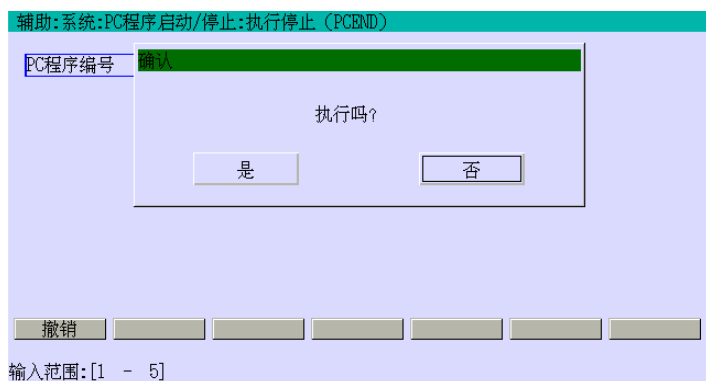 辅助:系统:PC程序启动/停止:执行停止 (PCEND)
PC程序编号
确认
执行吗?
是
否
撤销
输入范围:[1 - 5]